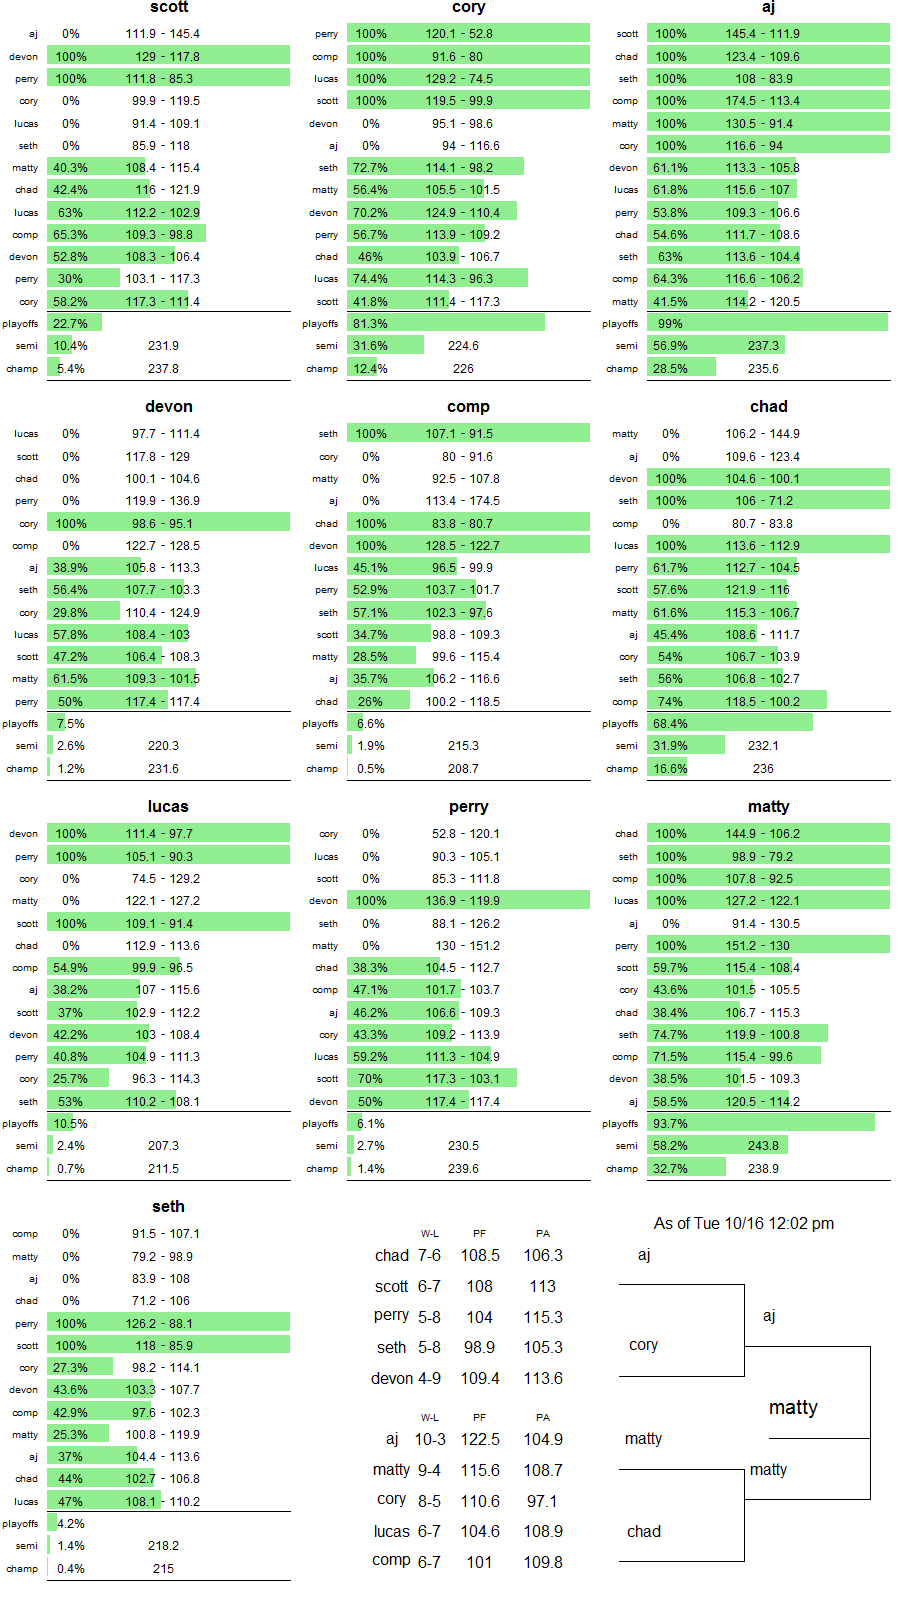 scott cory aj
aj 0% 111.9 - 145.4 perry 100% 120.1 - 52.8 scott 100% 145.4 - 111.9
devon 100% 129 - 117.8 comp 100% 91.6 - 80 chad 100% 123.4 - 109.6
perry 100% 111.8 - 85.3 lucas 100% 129.2 - 74.5 seth 100% 108 - 83.9
cory 0% 99.9 - 119.5 scott 100% 119.5 - 99.9 comp 100% 174.5 - 113.4
lucas 0% 91.4 - 109.1 devon 0% 95.1 - 98.6 matty 100% 130.5 - 91.4
seth 0% 85.9 - 118 aj 0% 94 - 116.6 cory 100% 116.6 - 94
matty 40.3% 108.4 - 115.4 seth 72.7% 114.1 - 98.2 devon 61.1% 113.3 - 105.8
chad 42.4% 116 - 121.9 matty 56.4% 105.5 - 101.5 lucas 61.8% 115.6 - 107
lucas 63% 112.2 - 102.9 devon 70.2% 124.9 - 110.4 perry 53.8% 109.3 - 106.6
comp 65.3% 109.3 - 98.8 perry 56.7% 113.9 - 109.2 chad 54.6% 111.7 - 108.6
devon 52.8% 108.3 - 106.4 chad 46% 103.9 - 106.7 seth 63% 113.6 - 104.4
perry 30% 103.1 - 117.3 lucas 74.4% 114.3 - 96.3 comp 64.3% 116.6 - 106.2
cory 58.2% 117.3 - 111.4 scott 41.8% 111.4 - 117.3 matty 41.5% 114.2 - 120.5
playoffs 22.7% playoffs 81.3% playoffs 99%
semi 10.4% 231.9 semi 31.6% 224.6 semi 56.9% 237.3
champ 5.4% 237.8 champ 12.4% 226 champ 28.5% 235.6
devon comp chad
lucas 0% 97.7 - 111.4 seth 100% 107.1 - 91.5 matty 0% 106.2 - 144.9
scott 0% 117.8 - 129 cory 0% 80 - 91.6 aj 0% 109.6 - 123.4
chad 0% 100.1 - 104.6 matty 0% 92.5 - 107.8 devon 100% 104.6 - 100.1
perry 0% 119.9 - 136.9 aj 0% 113.4 - 174.5 seth 100% 106 - 71.2
cory 100% 98.6 - 95.1 chad 100% 83.8 - 80.7 comp 0% 80.7 - 83.8
comp 0% 122.7 - 128.5 devon 100% 128.5 - 122.7 lucas 100% 113.6 - 112.9
aj 38.9% 105.8 - 113.3 lucas 45.1% 96.5 - 99.9 perry 61.7% 112.7 - 104.5
seth 56.4% 107.7 - 103.3 perry 52.9% 103.7 - 101.7 scott 57.6% 121.9 - 116
cory 29.8% 110.4 - 124.9 seth 57.1% 102.3 - 97.6 matty 61.6% 115.3 - 106.7
lucas 57.8% 108.4 - 103 scott 34.7% 98.8 - 109.3 aj 45.4% 108.6 - 111.7
scott 47.2% 106.4 - 108.3 matty 28.5% 99.6 - 115.4 cory 54% 106.7 - 103.9
matty 61.5% 109.3 - 101.5 aj 35.7% 106.2 - 116.6 seth 56% 106.8 - 102.7
perry 50% 117.4 - 117.4 chad 26% 100.2 - 118.5 comp 74% 118.5 - 100.2
playoffs 7.5% playoffs 6.6% playoffs 68.4%
semi 2.6% 220.3 semi 1.9% 215.3 semi 31.9% 232.1
champ 1.2% 231.6 champ 0.5% 208.7 champ 16.6% 236
lucas perry matty
devon 100% 111.4 - 97.7 cory 0% 52.8 - 120.1 chad 100% 144.9 - 106.2
perry 100% 105.1 - 90.3 lucas 0% 90.3 - 105.1 seth 100% 98.9 - 79.2
cory 0% 74.5 - 129.2 scott 0% 85.3 - 111.8 comp 100% 107.8 - 92.5
matty 0% 122.1 - 127.2 devon 100% 136.9 - 119.9 lucas 100% 127.2 - 122.1
scott 100% 109.1 - 91.4 seth 0% 88.1 - 126.2 aj 0% 91.4 - 130.5
chad 0% 112.9 - 113.6 matty 0% 130 - 151.2 perry 100% 151.2 - 130
comp 54.9% 99.9 - 96.5 chad 38.3% 104.5 - 112.7 scott 59.7% 115.4 - 108.4
aj 38.2% 107 - 115.6 comp 47.1% 101.7 - 103.7 cory 43.6% 101.5 - 105.5
scott 37% 102.9 - 112.2 aj 46.2% 106.6 - 109.3 chad 38.4% 106.7 - 115.3
devon 42.2% 103 - 108.4 cory 43.3% 109.2 - 113.9 seth 74.7% 119.9 - 100.8
perry 40.8% 104.9 - 111.3 lucas 59.2% 111.3 - 104.9 comp 71.5% 115.4 - 99.6
cory 25.7% 96.3 - 114.3 scott 70% 117.3 - 103.1 devon 38.5% 101.5 - 109.3
seth 53% 110.2 - 108.1 devon 50% 117.4 - 117.4 aj 58.5% 120.5 - 114.2
playoffs 10.5% playoffs 6.1% playoffs 93.7%
semi 2.4% 207.3 semi 2.7% 230.5 semi 58.2% 243.8
champ 0.7% 211.5 champ 1.4% 239.6 champ 32.7% 238.9
seth
comp 0% 91.5 - 107.1
matty 0% 79.2 - 98.9
aj 0% 83.9 - 108
chad 0% 71.2 - 106
perry 100% 126.2 - 88.1
scott 100% 118 - 85.9
cory 27.3% 98.2 - 114.1
devon 43.6% 103.3 - 107.7
comp 42.9% 97.6 - 102.3
matty 25.3% 100.8 - 119.9
aj 37% 104.4 - 113.6
chad 44% 102.7 - 106.8
lucas 47% 108.1 - 110.2
playoffs 4.2%
semi 1.4% 218.2
champ 0.4% 215
W-L PF PA
chad 7-6 108.5 106.3
scott 6-7 108 113
perry 5-8 104 115.3
seth 5-8 98.9 105.3
devon 4-9 109.4 113.6
W-L PF PA
aj 10-3 122.5 104.9
matty 9-4 115.6 108.7
cory 8-5 110.6 97.1
lucas 6-7 104.6 108.9
comp 6-7 101 109.8
As of Tue 10/16 12:02 pm
aj
aj
cory
matty
matty
matty
chad